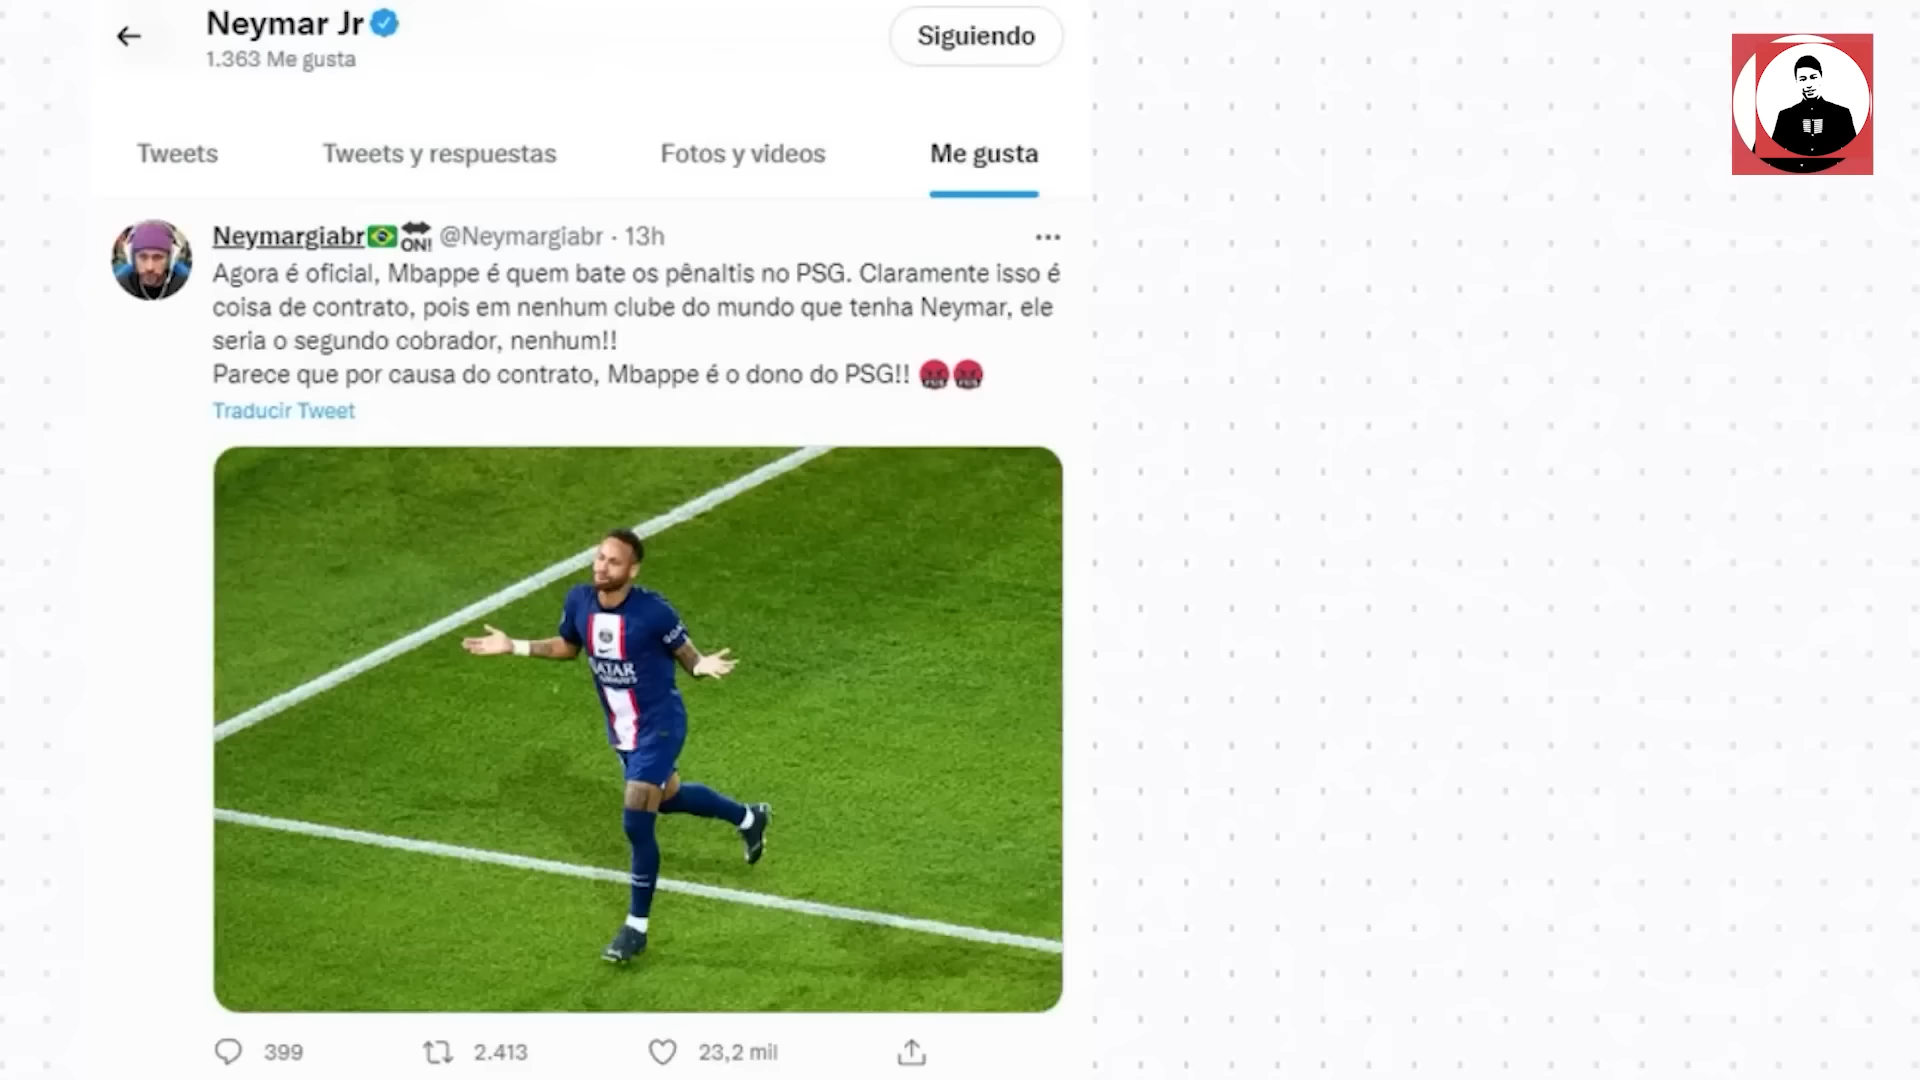 Neymar Jr
1.363 Me gusta
Siguiendo
Tweets
Tweets y respuestas
Fotos y videos
Me gusta
Neymargiabr ON! @Neymargiabr · 13h
Agora é oficial, Mbappe é quem bate os pênaltis no PSG. Claramente isso é
coisa de contrato, pois em nenhum clube do mundo que tenha Neymar, ele
seria o segundo cobrador, nenhum!!
Parece que por causa do contrato, Mbappe é o dono do PSG!!
Traducir Tweet
QATAR
AIRWAYS
399
2.413
23,2 mil